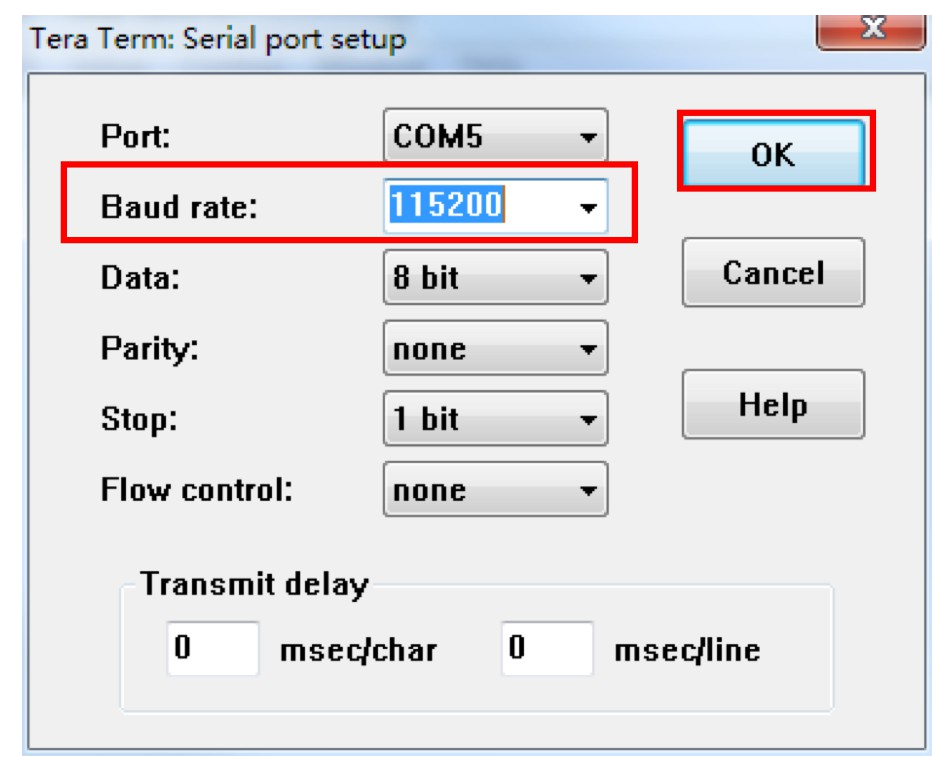 Tera Term: Serial port setup
Port: COM5 OK
Baud rate: 115200
Data: 8 bit Cancel
Parity: none
Stop: 1 bit Help
Flow control: none
Transmit delay
0 msec/char 0 msec/line